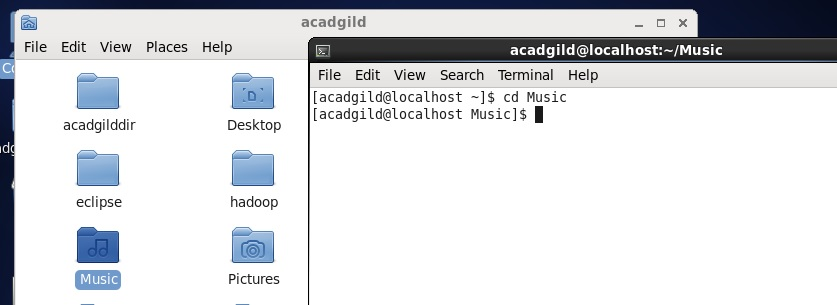 acadgild
File Edit View Places Help
acadgilddir Desktop
eclipse hadoop
Music Pictures
acadgild@localhost:~/Music
File Edit View Search Terminal Help
[acadgild@localhost ~]$ cd Music
[acadgild@localhost Music]$